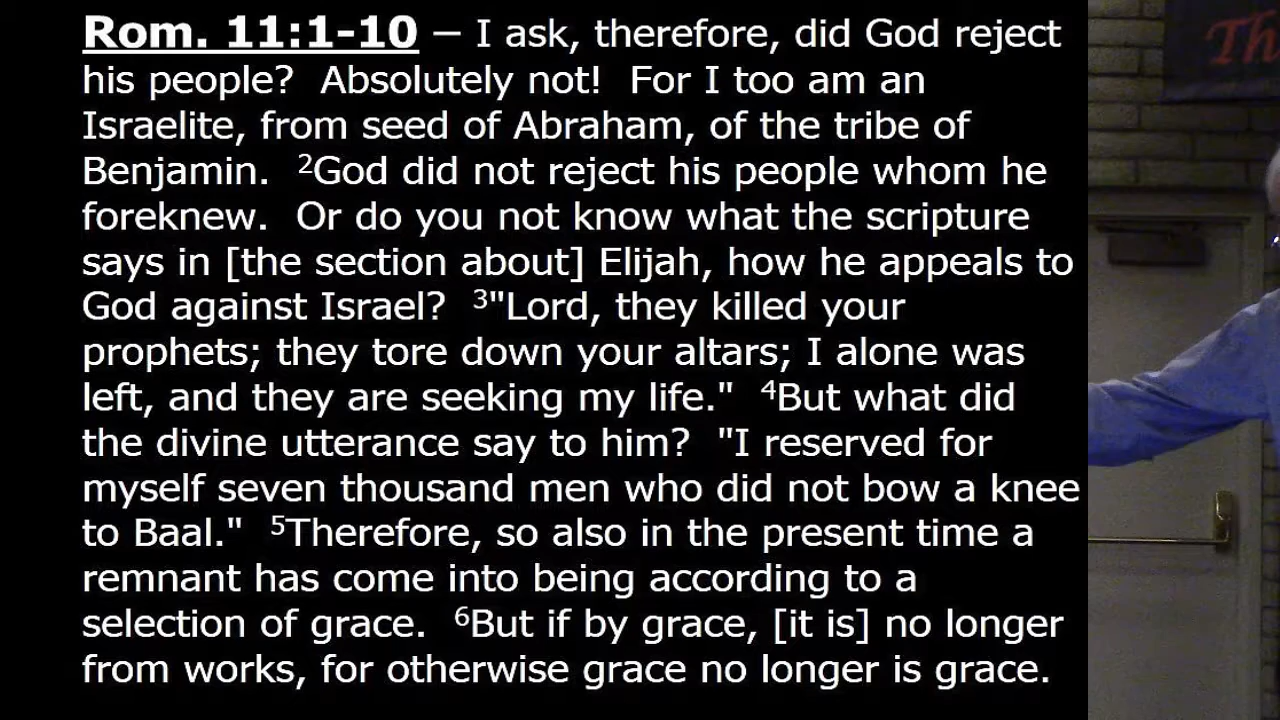 Rom. 11:1-10 – I ask, therefore, did God reject
his people? Absolutely not! For I too am an
Israelite, from seed of Abraham, of the tribe of
Benjamin. ²God did not reject his people whom he
foreknew. Or do you not know what the scripture
says in [the section about] Elijah, how he appeals to
God against Israel? ³"Lord, they killed your
prophets; they tore down your altars; I alone was
left, and they are seeking my life." ⁴But what did
the divine utterance say to him? "I reserved for
myself seven thousand men who did not bow a knee
to Baal." ⁵Therefore, so also in the present time a
remnant has come into being according to a
selection of grace. ⁶But if by grace, [it is] no longer
from works, for otherwise grace no longer is grace.
Th